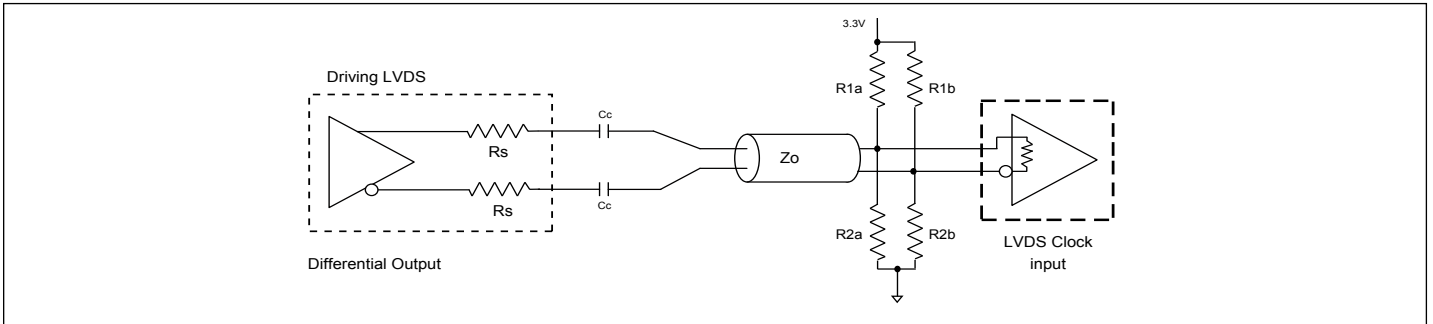 3.3V
Driving LVDS
R1a
R1b
Cc
Rs
Zo
Rs
Cc
R2a
R2b
LVDS Clock
input
Differential Output